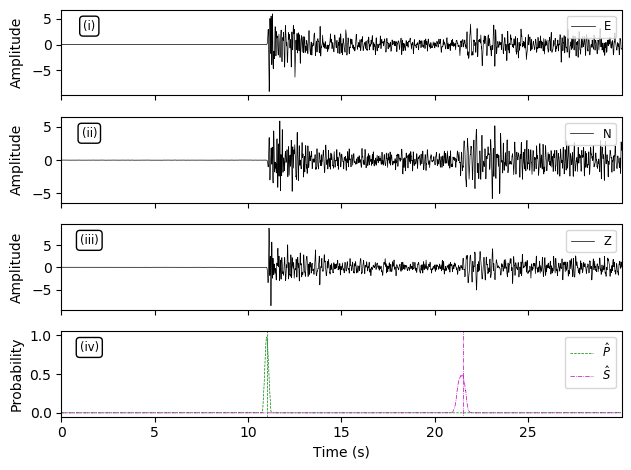 Amplitude
5
0
−5
(i)
E
Amplitude
5
0
−5
(ii)
N
Amplitude
5
0
−5
(iii)
Z
Probability
1.0
0.5
0.0
(iv)
P̂
Ŝ
0 5 10 15 20 25
Time (s)